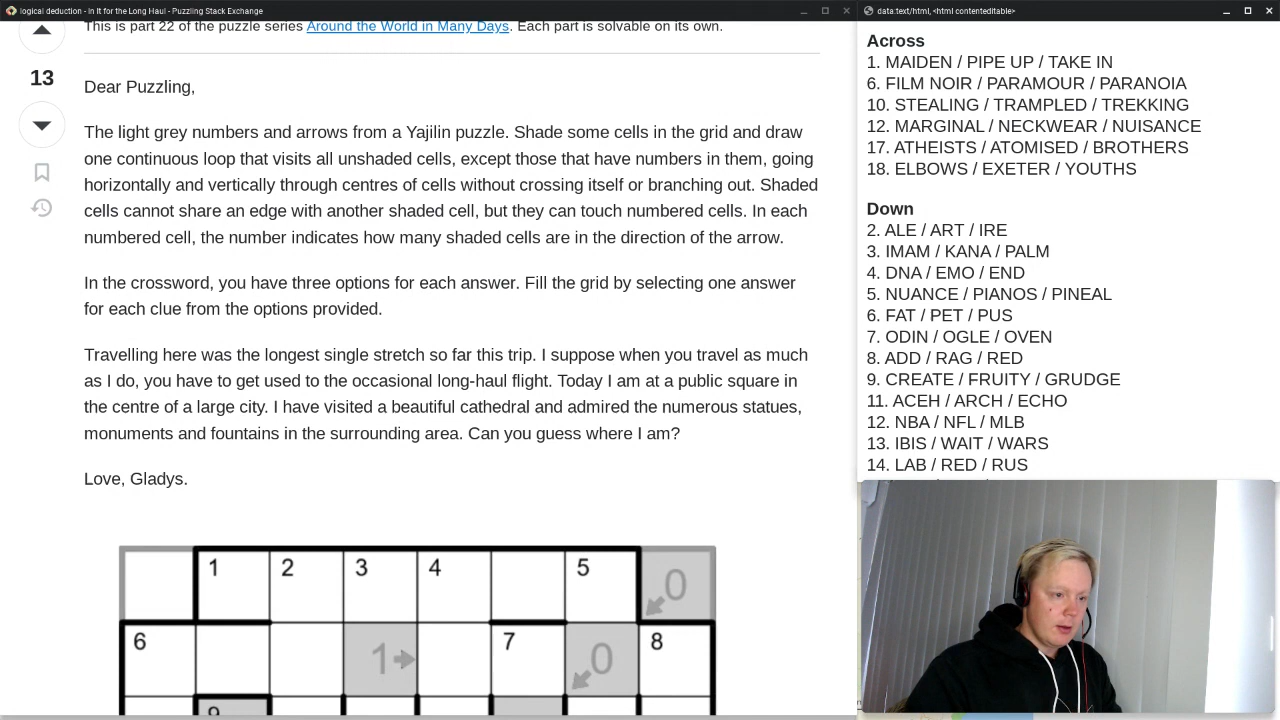 logical deduction - In It for the Long Haul - Puzzling Stack Exchange
data:text/html, <html contenteditable>
This is part 22 of the puzzle series Around the World in Many Days. Each part is solvable on its own.
13
Dear Puzzling,
The light grey numbers and arrows from a Yajilin puzzle. Shade some cells in the grid and draw
one continuous loop that visits all unshaded cells, except those that have numbers in them, going
horizontally and vertically through centres of cells without crossing itself or branching out. Shaded
cells cannot share an edge with another shaded cell, but they can touch numbered cells. In each
numbered cell, the number indicates how many shaded cells are in the direction of the arrow.
In the crossword, you have three options for each answer. Fill the grid by selecting one answer
for each clue from the options provided.
Travelling here was the longest single stretch so far this trip. I suppose when you travel as much
as I do, you have to get used to the occasional long-haul flight. Today I am at a public square in
the centre of a large city. I have visited a beautiful cathedral and admired the numerous statues,
monuments and fountains in the surrounding area. Can you guess where I am?
Love, Gladys.
1 2 3 4 5 0
6 1 7 0 8
9
Across
1. MAIDEN / PIPE UP / TAKE IN
6. FILM NOIR / PARAMOUR / PARANOIA
10. STEALING / TRAMPLED / TREKKING
12. MARGINAL / NECKWEAR / NUISANCE
17. ATHEISTS / ATOMISED / BROTHERS
18. ELBOWS / EXETER / YOUTHS
Down
2. ALE / ART / IRE
3. IMAM / KANA / PALM
4. DNA / EMO / END
5. NUANCE / PIANOS / PINEAL
6. FAT / PET / PUS
7. ODIN / OGLE / OVEN
8. ADD / RAG / RED
9. CREATE / FRUITY / GRUDGE
11. ACEH / ARCH / ECHO
12. NBA / NFL / MLB
13. IBIS / WAIT / WARS
14. LAB / RED / RUS